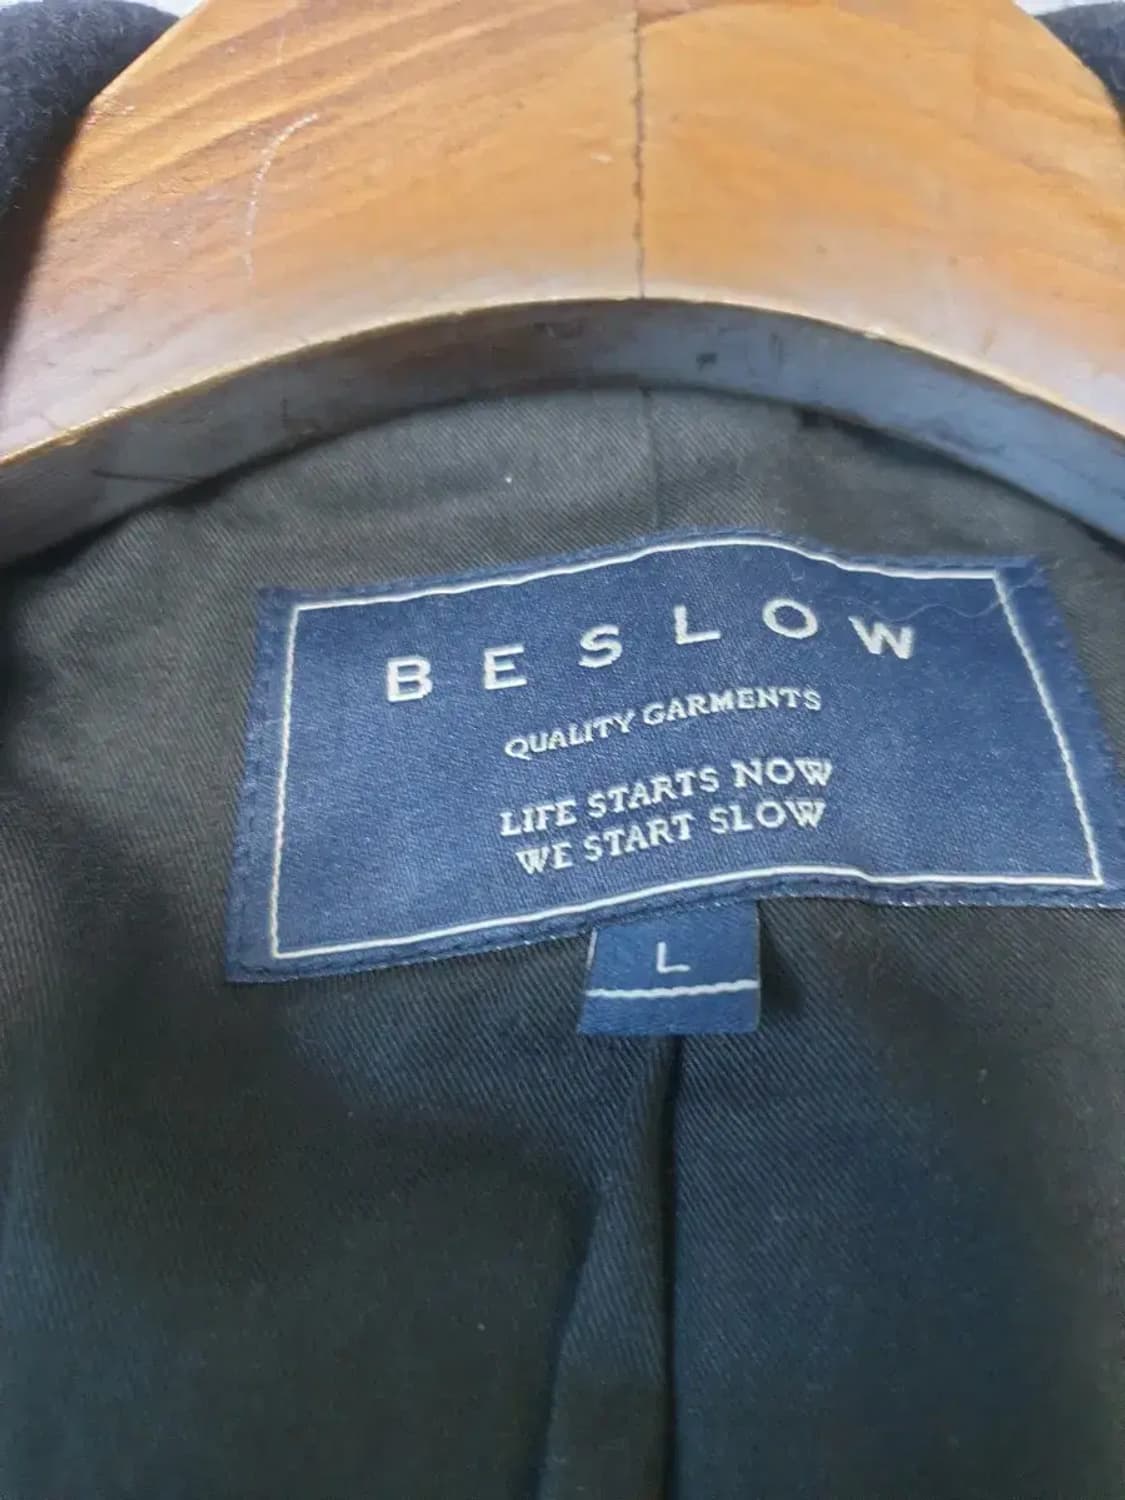 BESLOW
QUALITY GARMENTS
LIFE STARTS NOW
WE START SLOW
L